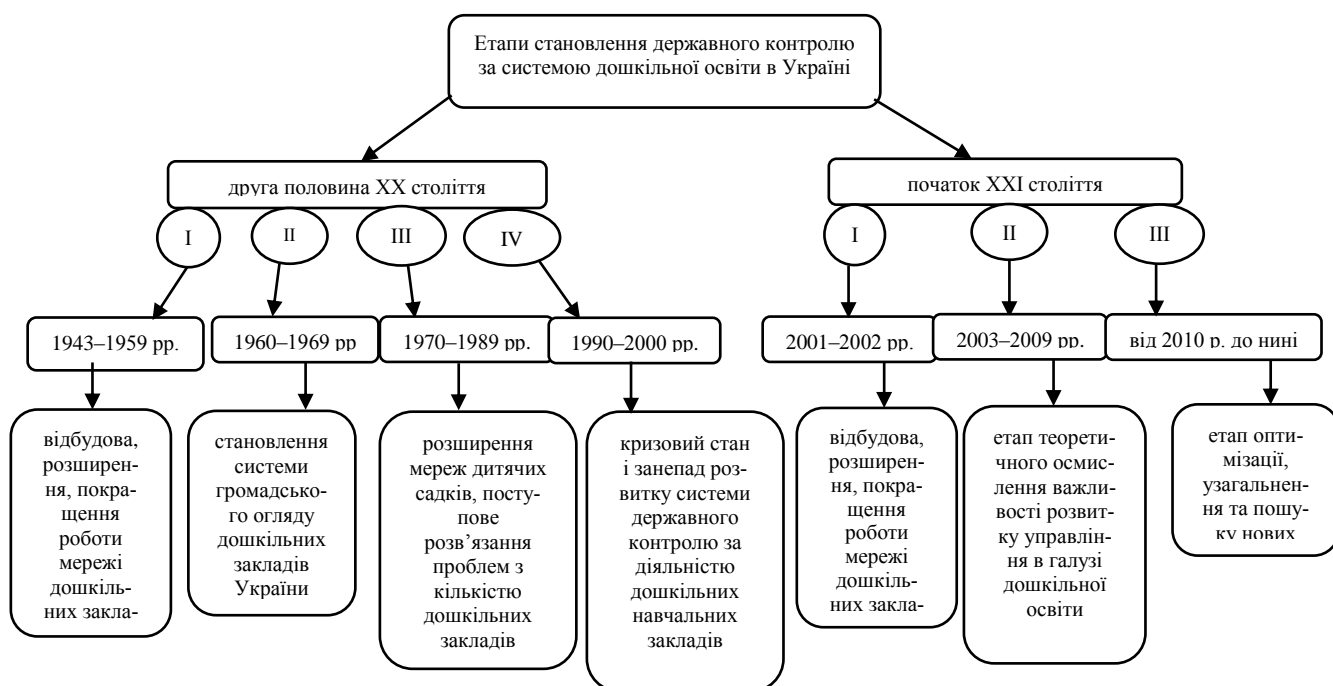 Етапи становлення державного контролю
за системою дошкільної освіти в Україні
друга половина ХХ століття
початок ХХІ століття
I
II
III
IV
I
II
III
1943–1959 рр.
1960–1969 рр
1970–1989 рр.
1990–2000 рр.
2001–2002 рр.
2003–2009 рр.
від 2010 р. до нині
відбудова,
розширен-
ня, покра-
щення
роботи
мережі
дошкіль-
них закла-
становлення
системи
громадсько-
го огляду
дошкільних
закладів
України
розширення
мереж дитячих
садків, посту-
пове
розв’язання
проблем з
кількістю
дошкільних
закладів
кризовий стан
і занепад роз-
витку системи
державного
контролю за
діяльністю
дошкільних
навчальних
закладів
відбудова,
розширен-
ня, покра-
щення
роботи
мережі
дошкіль-
них закла-
етап теорети-
чного осмис-
лення важли-
вості розвит-
ку управлін-
ня в галузі
дошкільної
освіти
етап опти-
мізації,
узагальнен-
ня та пошу-
ку нових